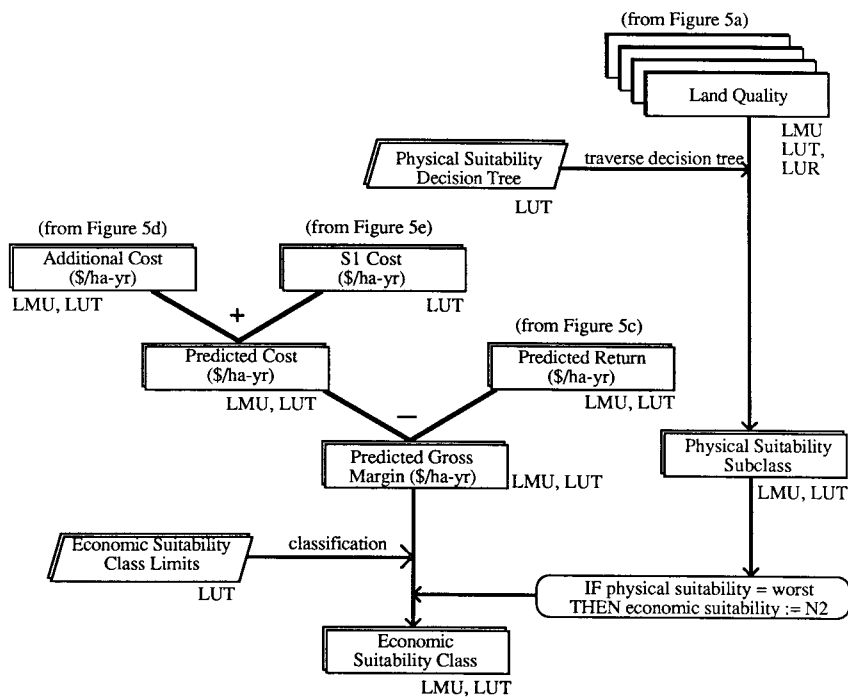 (from Figure 5a)
Land Quality
LMU
LUT,
LUR
Physical Suitability
Decision Tree
traverse decision tree
LUT
(from Figure 5d)
Additional Cost
($/ha-yr)
LMU, LUT
(from Figure 5e)
S1 Cost
($/ha-yr)
LUT
+
(from Figure 5c)
Predicted Cost
($/ha-yr)
LMU, LUT
Predicted Return
($/ha-yr)
LMU, LUT
—
Predicted Gross
Margin ($/ha-yr)
LMU, LUT
Physical Suitability
Subclass
LMU, LUT
Economic Suitability
Class Limits
classification
LUT
IF physical suitability = worst
THEN economic suitability := N2
Economic
Suitability Class
LMU, LUT